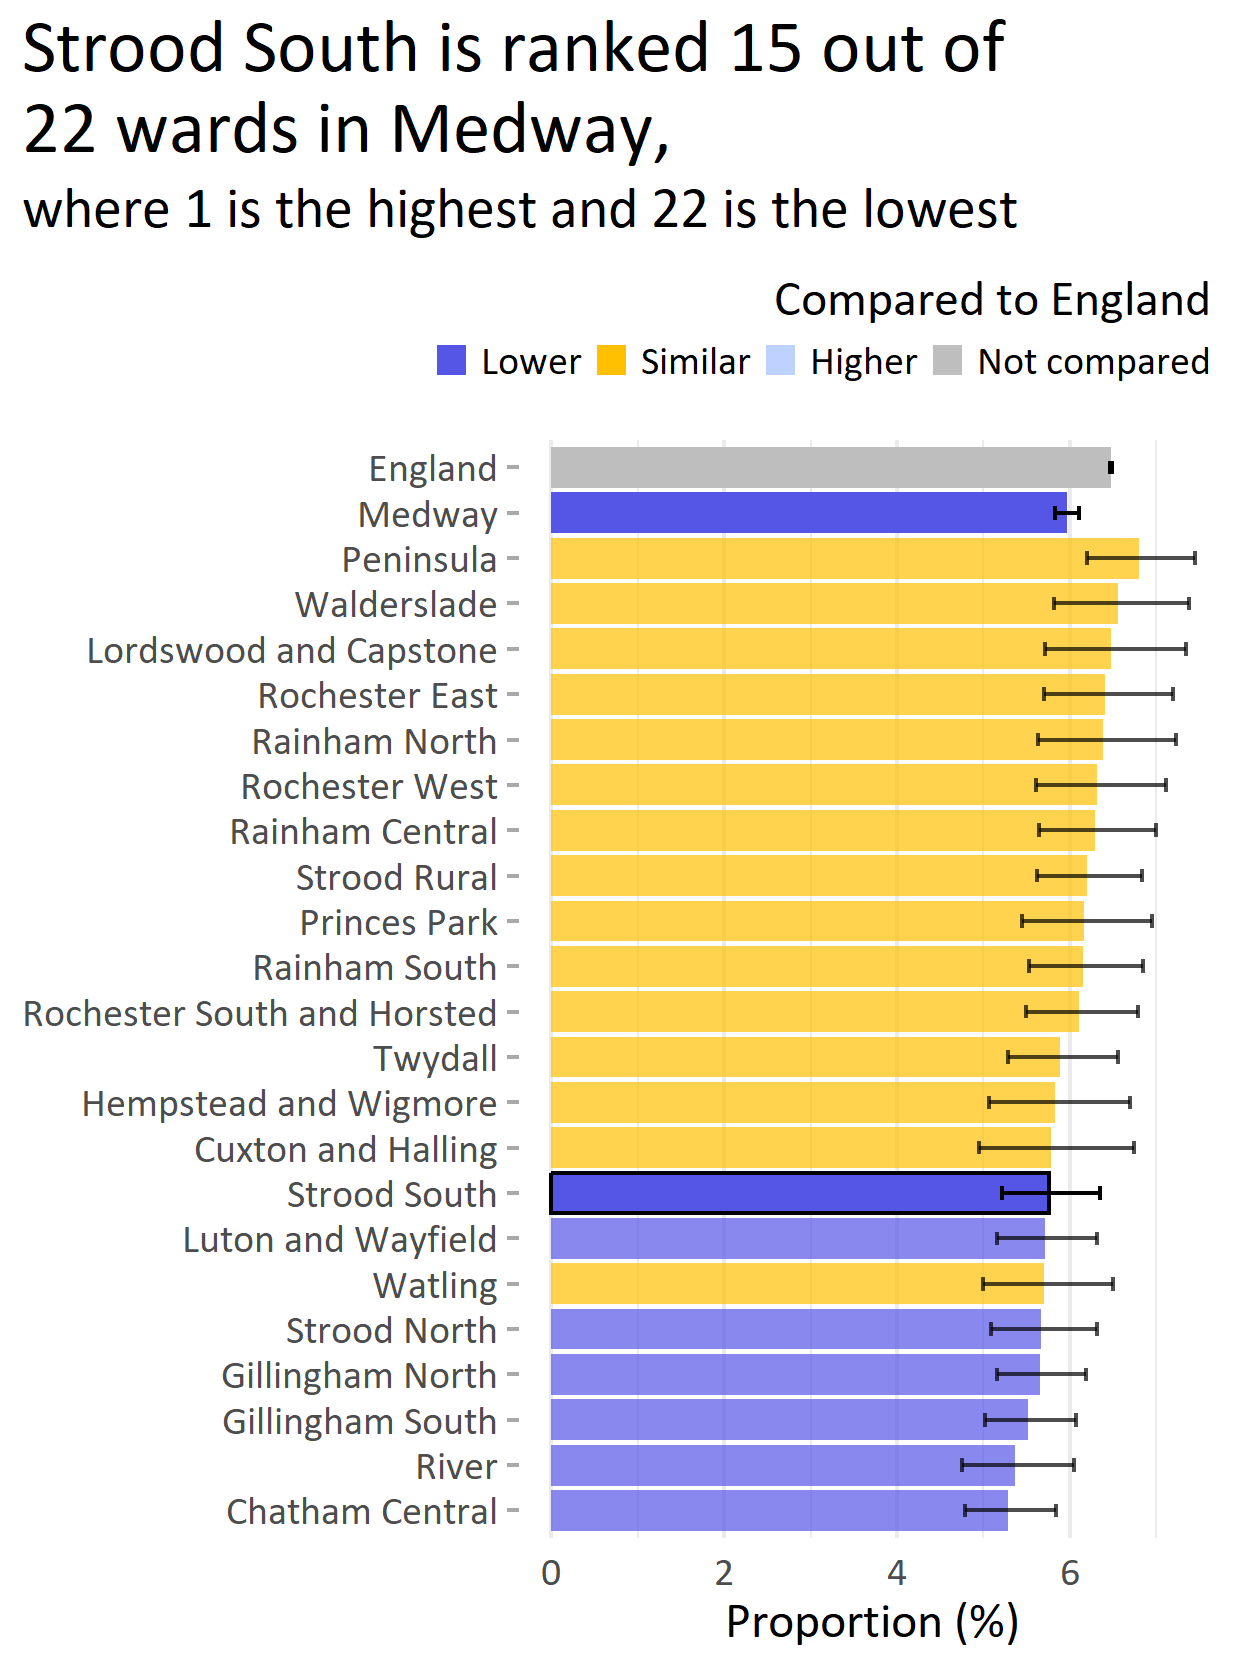 Strood South is ranked 15 out of
22 wards in Medway,
where 1 is the highest and 22 is the lowest
Compared to England
Lower Similar Higher Not compared
England
Medway
Peninsula
Walderslade
Lordswood and Capstone
Rochester East
Rainham North
Rochester West
Rainham Central
Strood Rural
Princes Park
Rainham South
Rochester South and Horsted
Twydall
Hempstead and Wigmore
Cuxton and Halling
Strood South
Luton and Wayfield
Watling
Strood North
Gillingham North
Gillingham South
River
Chatham Central
0 2 4 6
Proportion (%)